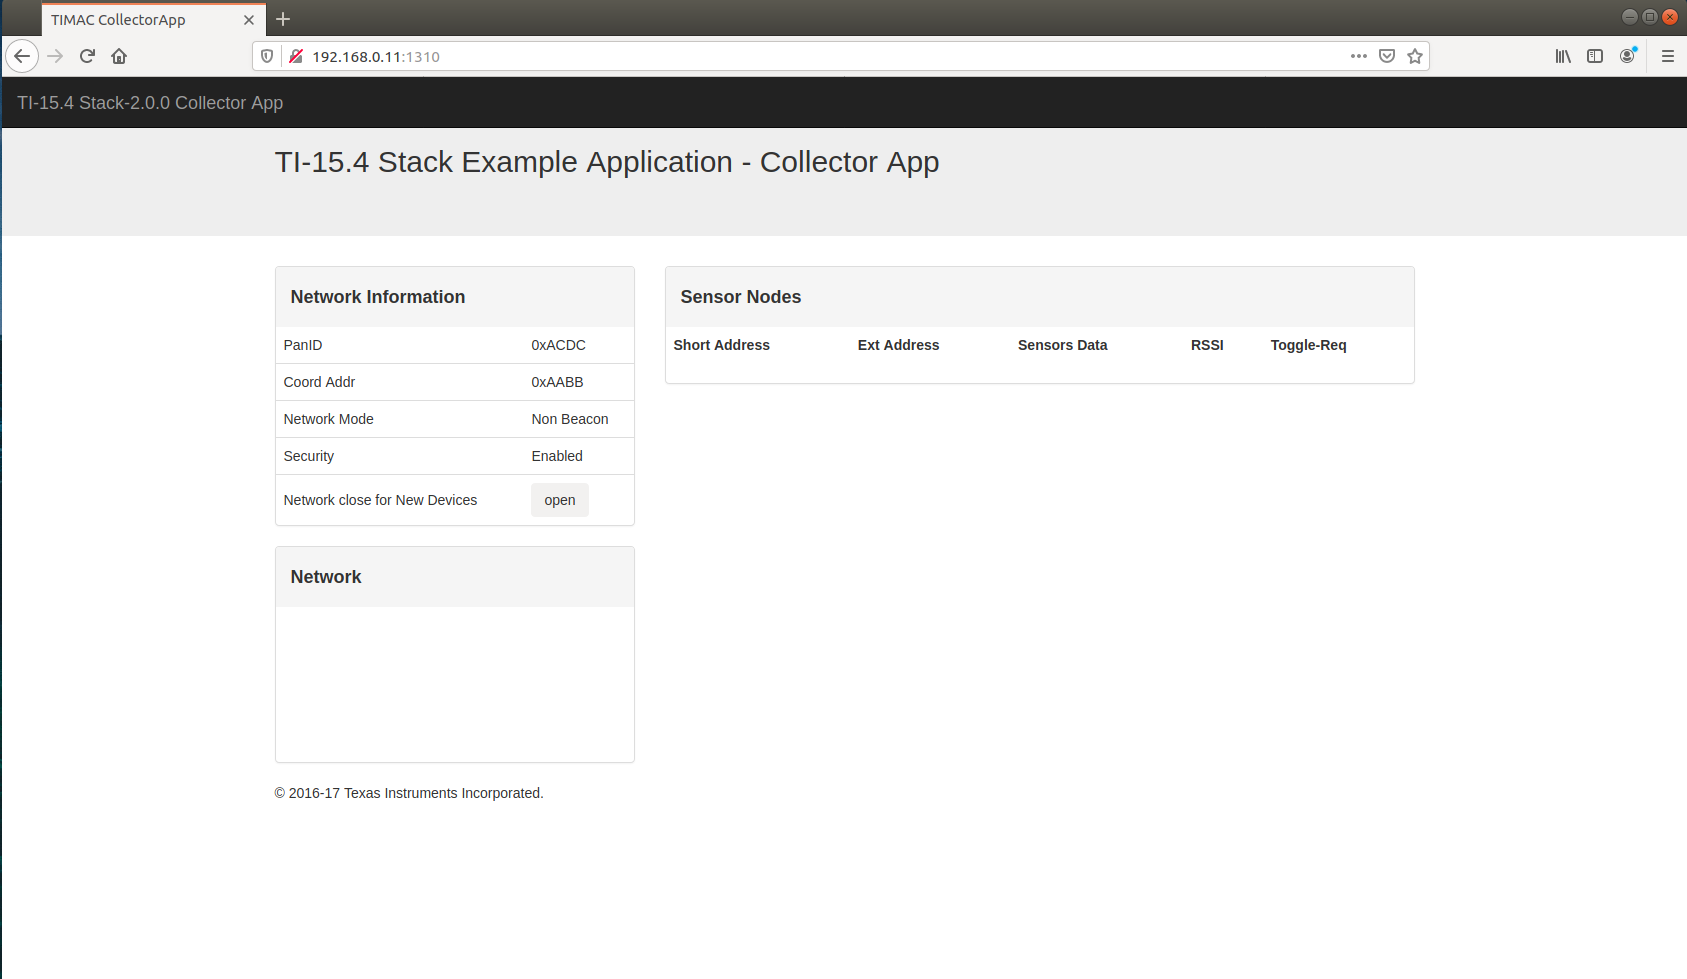 TIMAC CollectorApp
192.168.0.11:1310
TI-15.4 Stack-2.0.0 Collector App
TI-15.4 Stack Example Application - Collector App
Network Information
PanID 0xACDC
Coord Addr 0xAABB
Network Mode Non Beacon
Security Enabled
Network close for New Devices open
Network
Sensor Nodes
Short Address Ext Address Sensors Data RSSI Toggle-Req
© 2016-17 Texas Instruments Incorporated.